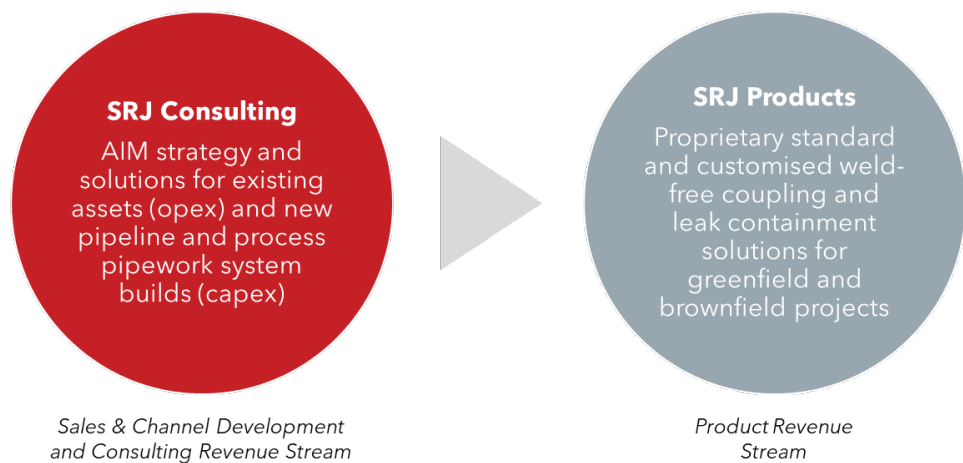 SRJ Consulting
AIM strategy and
solutions for existing
assets (opex) and new
pipeline and process
pipework system
builds (capex)
Sales & Channel Development
and Consulting Revenue Stream
SRJ Products
Proprietary standard
and customised weld-
free coupling and
leak containment
solutions for
greenfield and
brownfield projects
Product Revenue
Stream